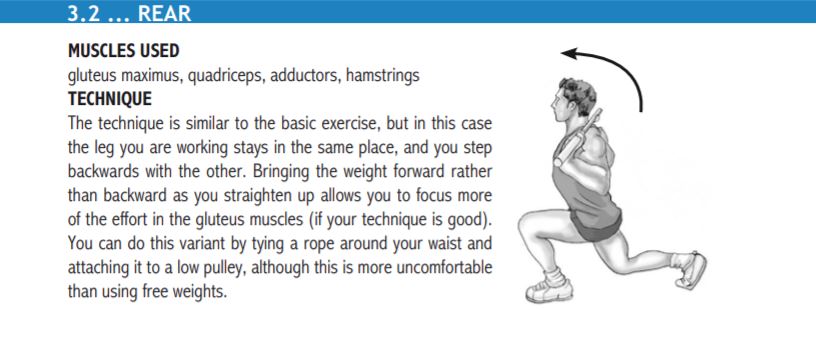 3.2 ... REAR
MUSCLES USED
gluteus maximus, quadriceps, adductors, hamstrings
TECHNIQUE
The technique is similar to the basic exercise, but in this case
the leg you are working stays in the same place, and you step
backwards with the other. Bringing the weight forward rather
than backward as you straighten up allows you to focus more
of the effort in the gluteus muscles (if your technique is good).
You can do this variant by tying a rope around your waist and
attaching it to a low pulley, although this is more uncomfortable
than using free weights.